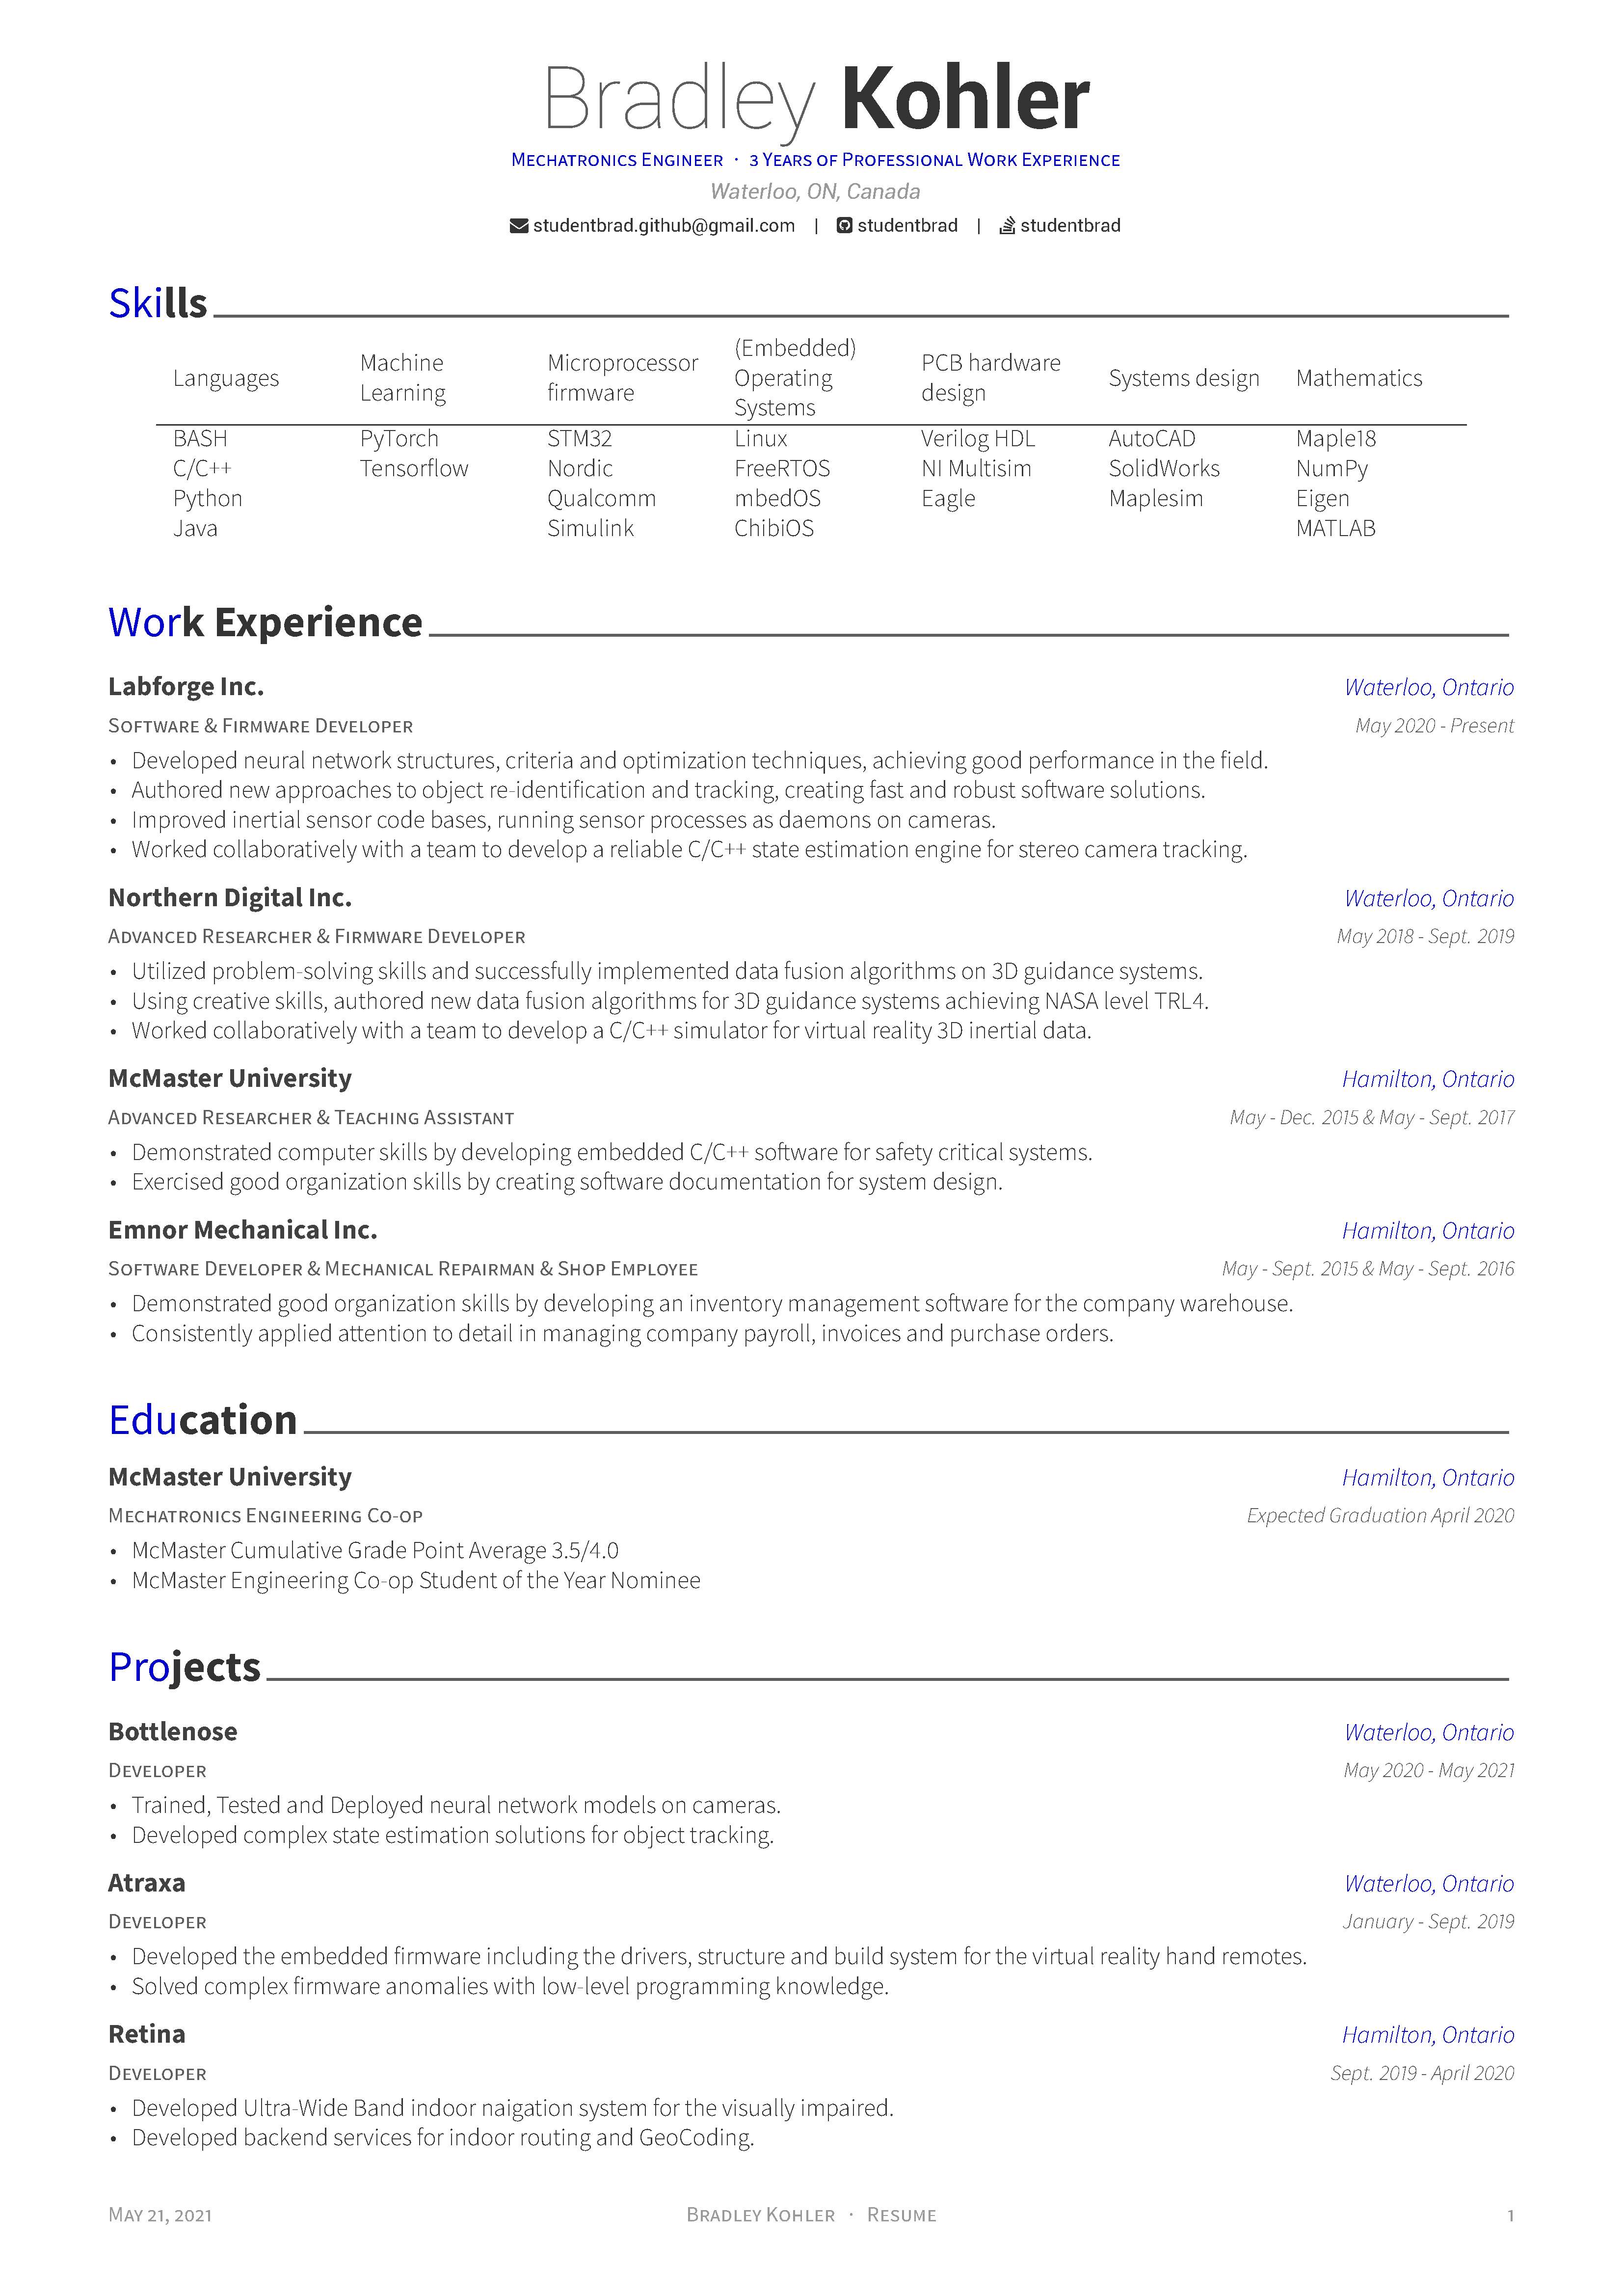 Bradley Kohler
Mechatronics Engineer · 3 Years of Professional Work Experience
Waterloo, ON, Canada
studentbrad.github@gmail.com | studentbrad | studentbrad
Skills
Languages Machine Learning Microprocessor firmware (Embedded) Operating Systems PCB hardware design Systems design Mathematics
BASH PyTorch STM32 Linux Verilog HDL AutoCAD Maple18
C/C++ Tensorflow Nordic FreeRTOS NI Multisim SolidWorks NumPy
Python Qualcomm mbedOS Eagle Maplesim Eigen
Java Simulink ChibiOS MATLAB
Work Experience
Labforge Inc. Waterloo, Ontario
Software & Firmware Developer May 2020 - Present
• Developed neural network structures, criteria and optimization techniques, achieving good performance in the field.
• Authored new approaches to object re-identification and tracking, creating fast and robust software solutions.
• Improved inertial sensor code bases, running sensor processes as daemons on cameras.
• Worked collaboratively with a team to develop a reliable C/C++ state estimation engine for stereo camera tracking.
Northern Digital Inc. Waterloo, Ontario
Advanced Researcher & Firmware Developer May 2018 - Sept. 2019
• Utilized problem-solving skills and successfully implemented data fusion algorithms on 3D guidance systems.
• Using creative skills, authored new data fusion algorithms for 3D guidance systems achieving NASA level TRL4.
• Worked collaboratively with a team to develop a C/C++ simulator for virtual reality 3D inertial data.
McMaster University Hamilton, Ontario
Advanced Researcher & Teaching Assistant May - Dec. 2015 & May - Sept. 2017
• Demonstrated computer skills by developing embedded C/C++ software for safety critical systems.
• Exercised good organization skills by creating software documentation for system design.
Emnor Mechanical Inc. Hamilton, Ontario
Software Developer & Mechanical Repairman & Shop Employee May - Sept. 2015 & May - Sept. 2016
• Demonstrated good organization skills by developing an inventory management software for the company warehouse.
• Consistently applied attention to detail in managing company payroll, invoices and purchase orders.
Education
McMaster University Hamilton, Ontario
Mechatronics Engineering Co-op Expected Graduation April 2020
• McMaster Cumulative Grade Point Average 3.5/4.0
• McMaster Engineering Co-op Student of the Year Nominee
Projects
Bottlenose Waterloo, Ontario
Developer May 2020 - May 2021
• Trained, Tested and Deployed neural network models on cameras.
• Developed complex state estimation solutions for object tracking.
Atraxa Waterloo, Ontario
Developer January - Sept. 2019
• Developed the embedded firmware including the drivers, structure and build system for the virtual reality hand remotes.
• Solved complex firmware anomalies with low-level programming knowledge.
Retina Hamilton, Ontario
Developer Sept. 2019 - April 2020
• Developed Ultra-Wide Band indoor naigation system for the visually impaired.
• Developed backend services for indoor routing and GeoCoding.
May 21, 2021 Bradley Kohler · Resume 1